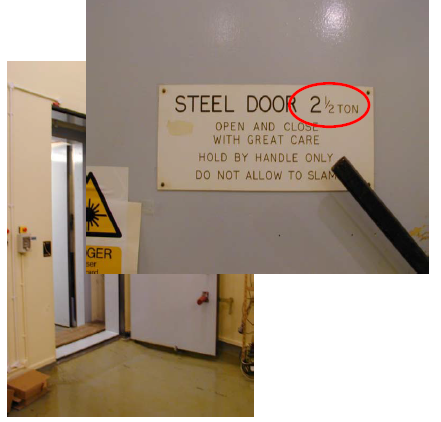 STEEL DOOR 2½ TON
OPEN AND CLOSE
WITH GREAT CARE
HOLD BY HANDLE ONLY
DO NOT ALLOW TO SLAM
GER
ser